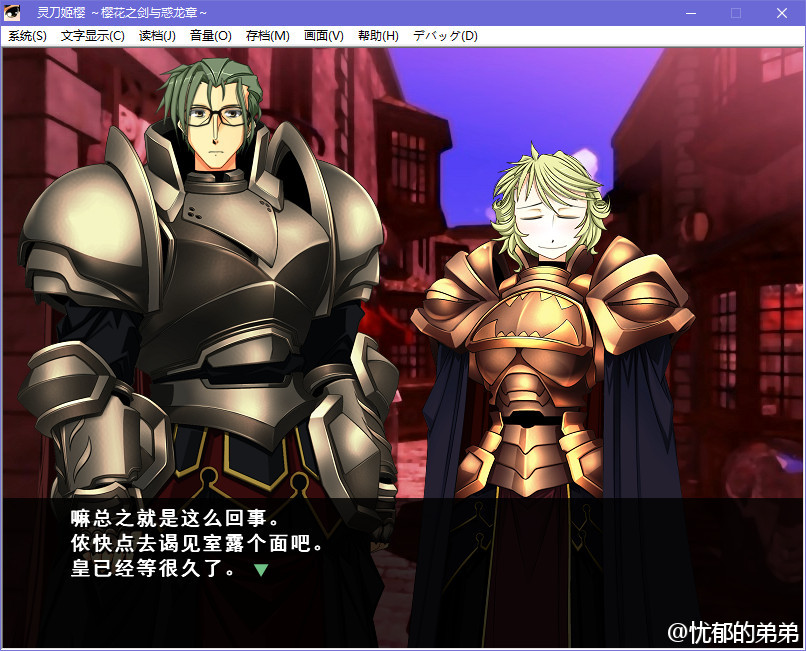 灵刀姬樱 ～樱花之剑与惑龙章～
系统(S) 文字显示(C) 读档(J) 音量(O) 存档(M) 画面(V) 帮助(H) デバッグ(D)
嘛总之就是这么回事。
侬快点去谒见室露个面吧。
皇已经等很久了。
@忧郁的弟弟